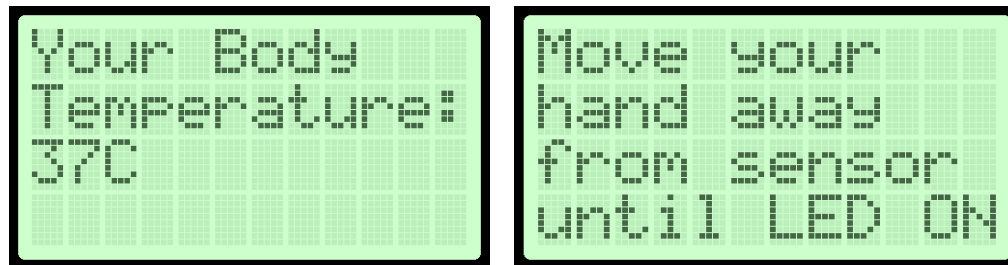 Your Body
Temperature:
37C
Move your
hand away
from sensor
until LED ON